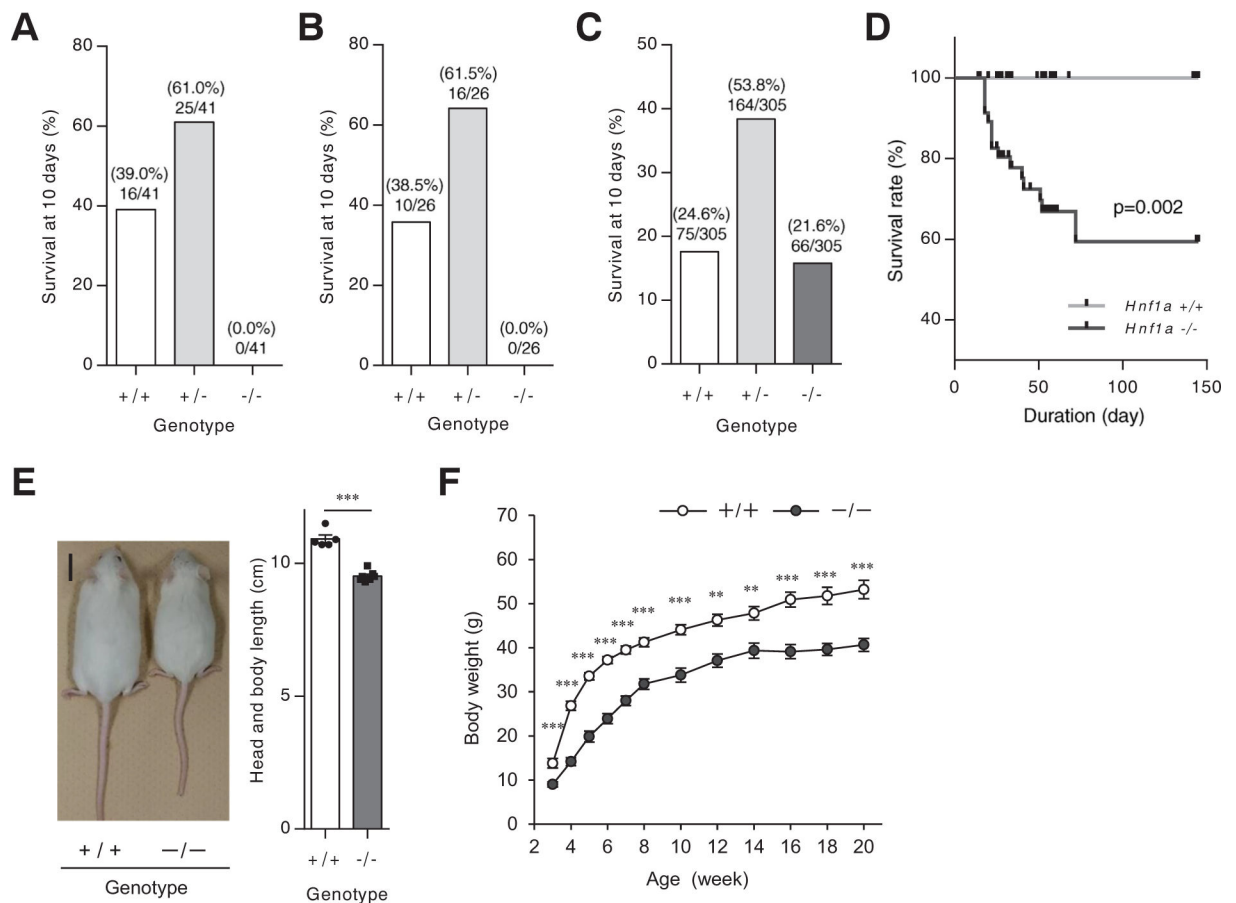 A
Survival at 10 days (%)
80
60
40
20
0
(39.0%)
16/41
(61.0%)
25/41
(0.0%)
0/41
+/+ +/- -/-
Genotype
B
Survival at 10 days (%)
80
60
40
20
0
(38.5%)
10/26
(61.5%)
16/26
(0.0%)
0/26
+/+ +/- -/-
Genotype
C
Survival at 10 days (%)
50
40
30
20
10
0
(24.6%)
75/305
(53.8%)
164/305
(21.6%)
66/305
+/+ +/- -/-
Genotype
D
Survival rate (%)
100
80
60
40
p=0.002
Hnf1a +/+
Hnf1a -/-
0 50 100 150
Duration (day)
E
+/+ −/−
Genotype
Head and body length (cm)
10
5
0
***
+/+ -/-
Genotype
F
+/+ −/−
Body weight (g)
70
60
50
40
30
20
10
0
*** *** *** *** *** *** *** ** ** *** *** ***
2 4 6 8 10 12 14 16 18 20
Age (week)